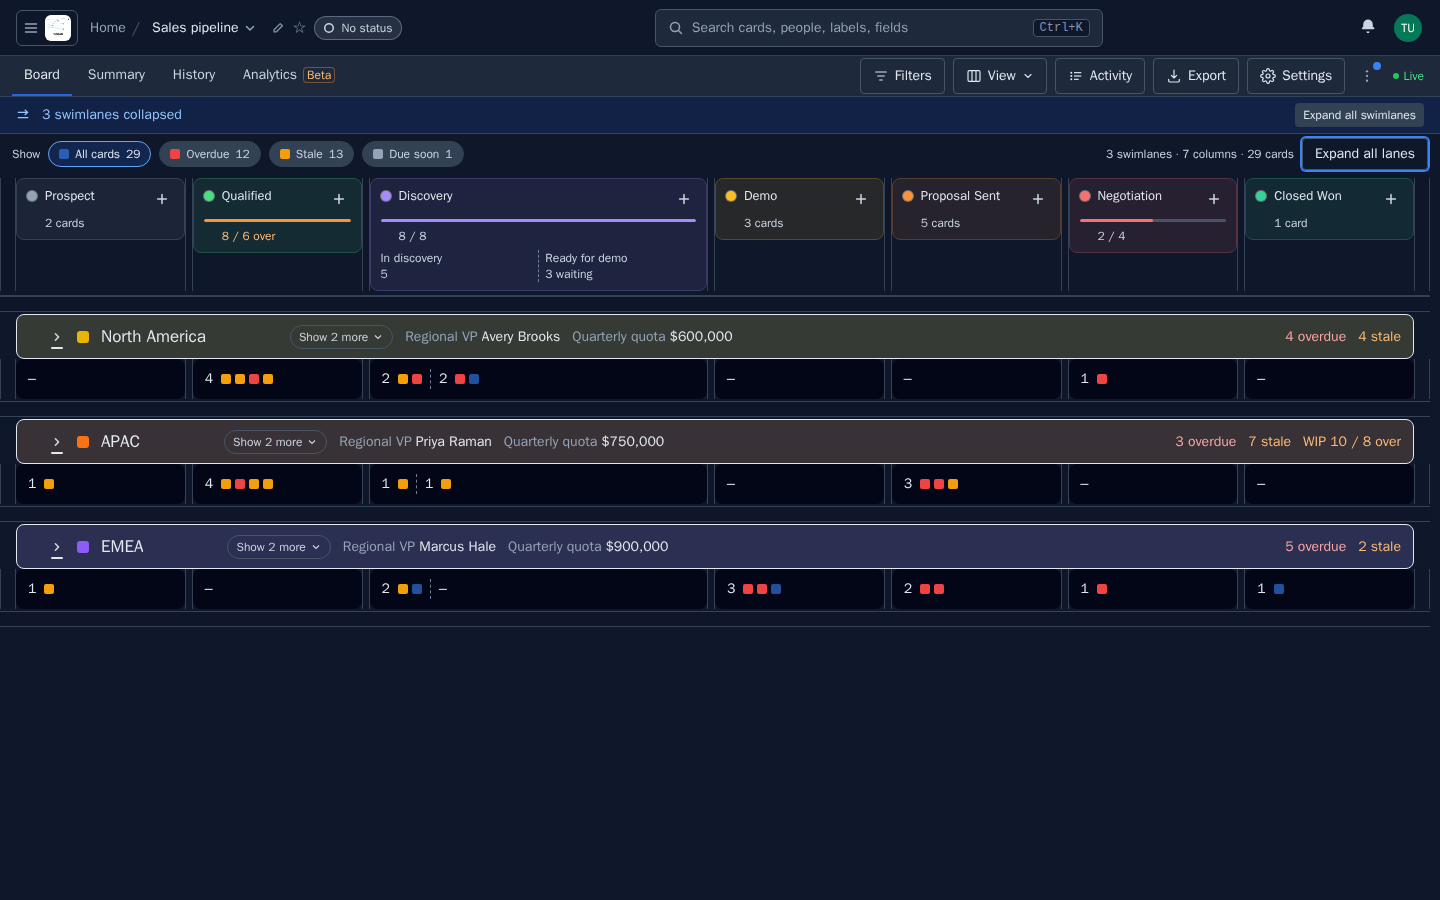 Home / Sales pipeline No status Search cards, people, labels, fields Ctrl+K TU
Board Summary History Analytics Beta Filters View Activity Export Settings Live
3 swimlanes collapsed Expand all swimlanes
Show All cards 29 Overdue 12 Stale 13 Due soon 1 3 swimlanes · 7 columns · 29 cards Expand all lanes
Prospect + Qualified + Discovery + Demo + Proposal Sent + Negotiation + Closed Won +
2 cards 3 cards 5 cards 1 card
8 / 6 over 8 / 8 2 / 4
In discovery Ready for demo
5 3 waiting
North America Show 2 more Regional VP Avery Brooks Quarterly quota $600,000 4 overdue 4 stale
– 4 2 2 – – 1 –
APAC Show 2 more Regional VP Priya Raman Quarterly quota $750,000 3 overdue 7 stale WIP 10 / 8 over
1 4 1 1 – 3 – –
EMEA Show 2 more Regional VP Marcus Hale Quarterly quota $900,000 5 overdue 2 stale
1 – 2 – 3 2 1 1